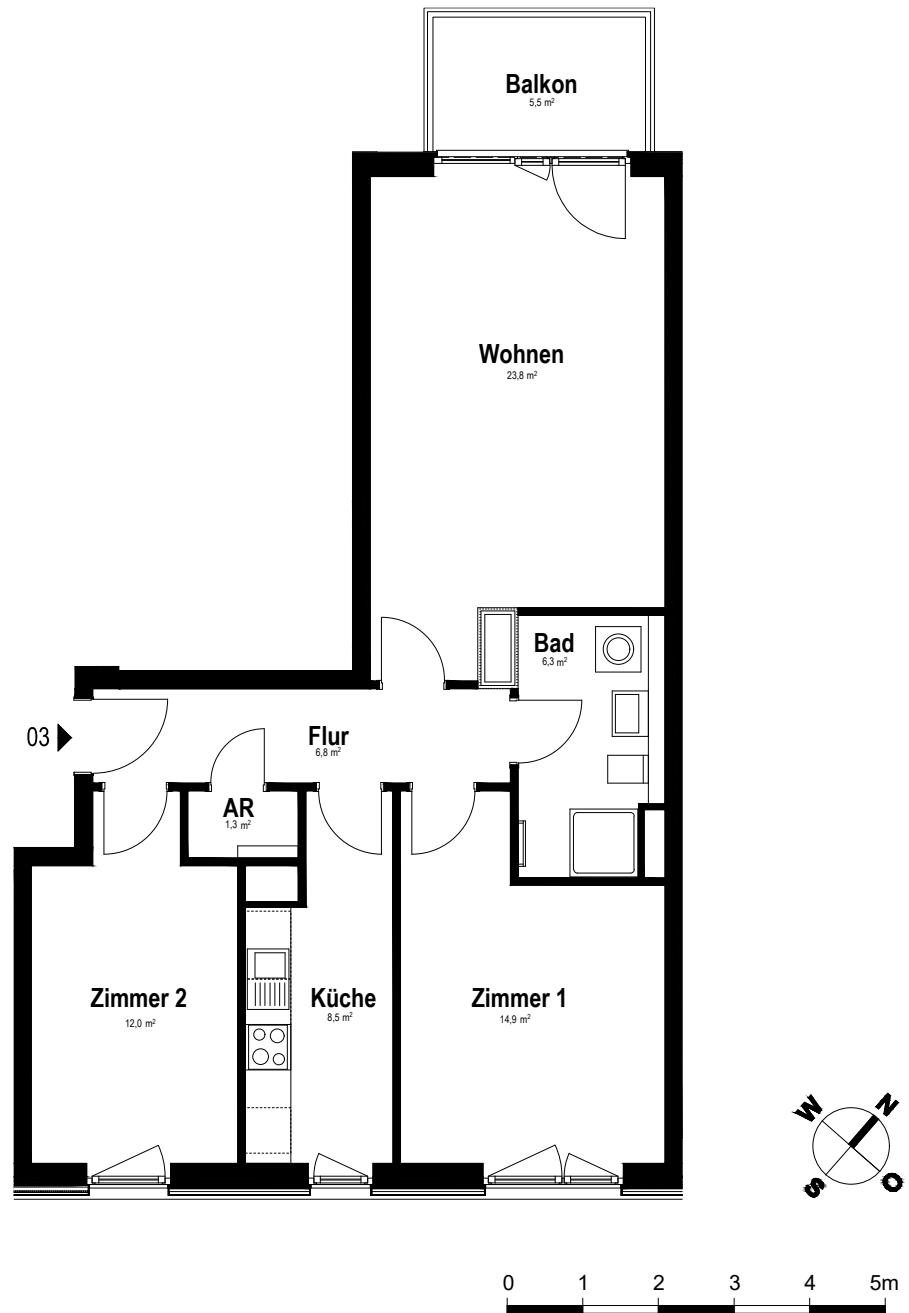 Balkon
5,5 m²
Wohnen
23,8 m²
Bad
6,3 m²
03
Flur
6,8 m²
AR
1,3 m²
Zimmer 2
12,0 m²
Küche
8,5 m²
Zimmer 1
14,9 m²
W N
S O
0 1 2 3 4 5m